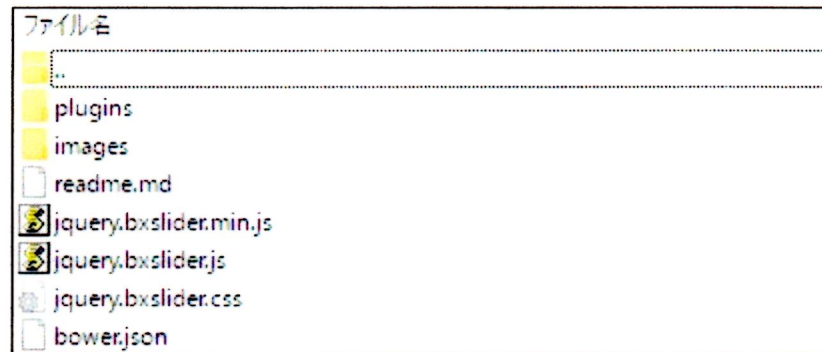 ファイル名
..
plugins
images
readme.md
jquery.bxslider.min.js
jquery.bxslider.js
jquery.bxslider.css
bower.json